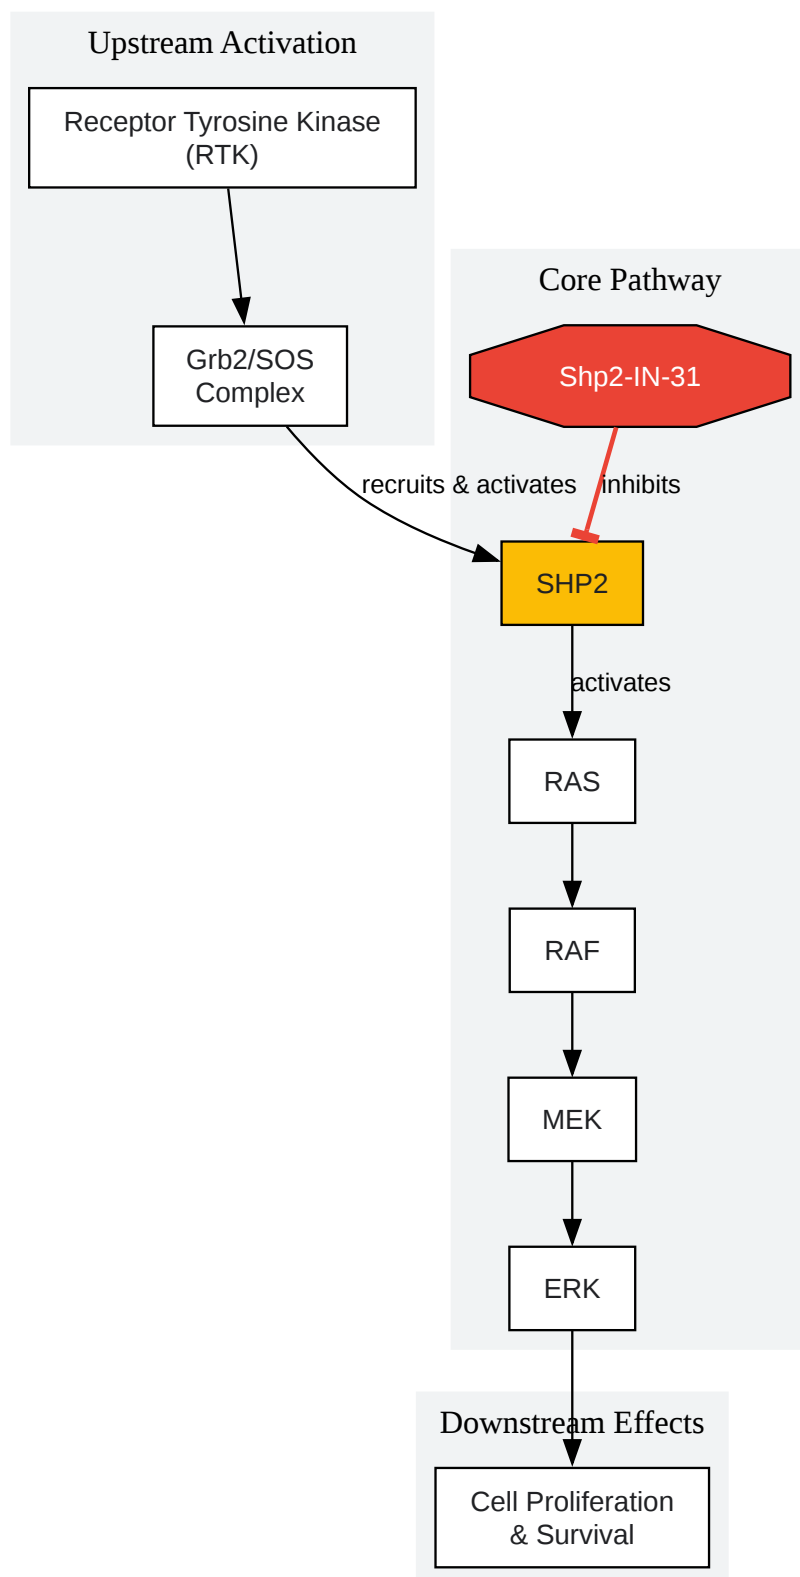 Upstream Activation
Receptor Tyrosine Kinase
(RTK)
Grb2/SOS
Complex
Core Pathway
Shp2-IN-31
recruits & activates
inhibits
SHP2
activates
RAS
RAF
MEK
ERK
Downstream Effects
Cell Proliferation
& Survival